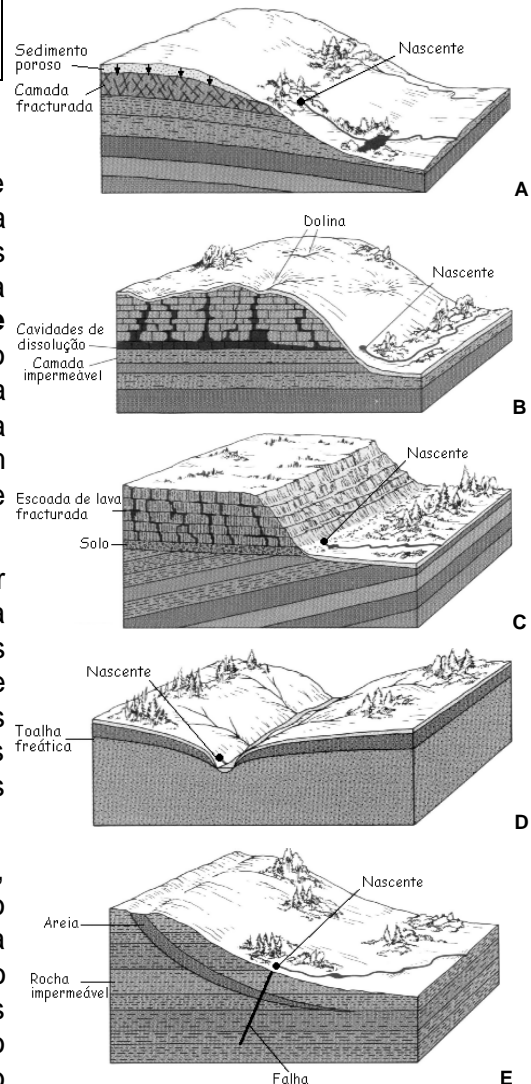 Sedimento
poroso
Camada
fracturada
Nascente
A
Dolina
Nascente
Cavidades de
dissolução
Camada
impermeável
B
Nascente
Escoada de lava
fracturada
Solo
C
Nascente
Toalha
freática
D
Nascente
Areia
Rocha
impermeável
Falha
E